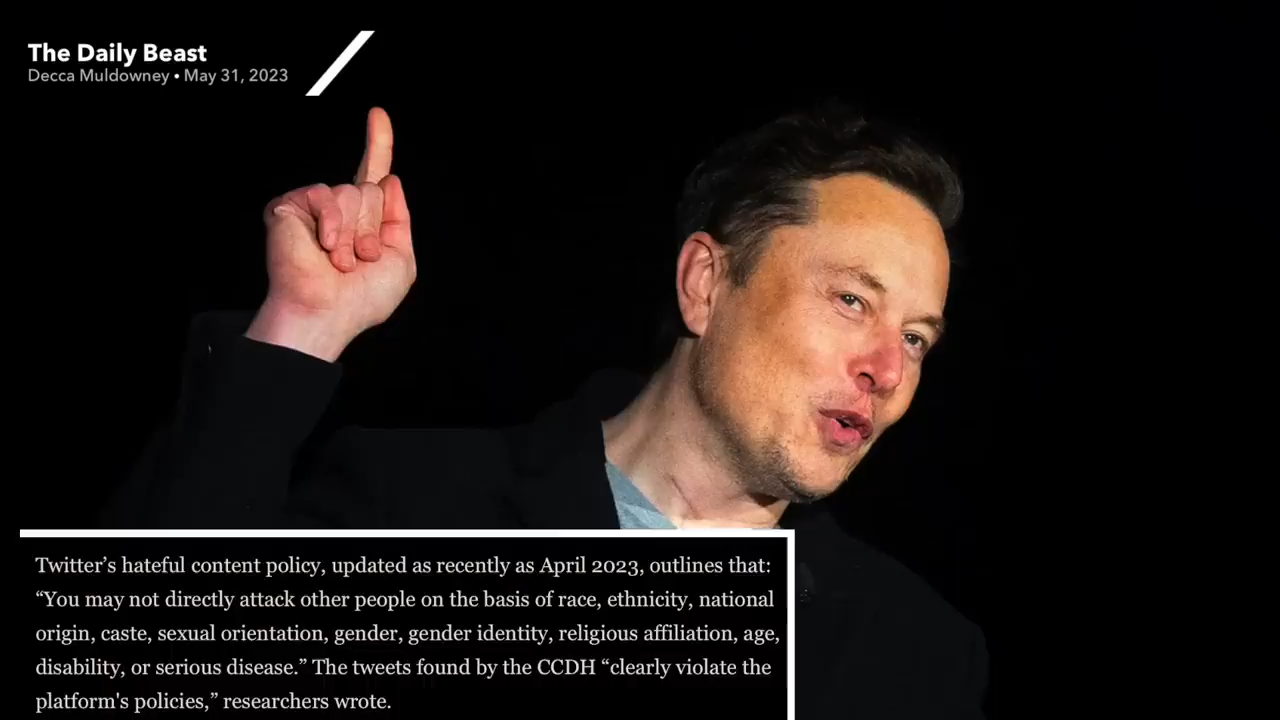 The Daily Beast
Decca Muldowney • May 31, 2023
Twitter’s hateful content policy, updated as recently as April 2023, outlines that:
“You may not directly attack other people on the basis of race, ethnicity, national
origin, caste, sexual orientation, gender, gender identity, religious affiliation, age,
disability, or serious disease.” The tweets found by the CCDH “clearly violate the
platform's policies,” researchers wrote.